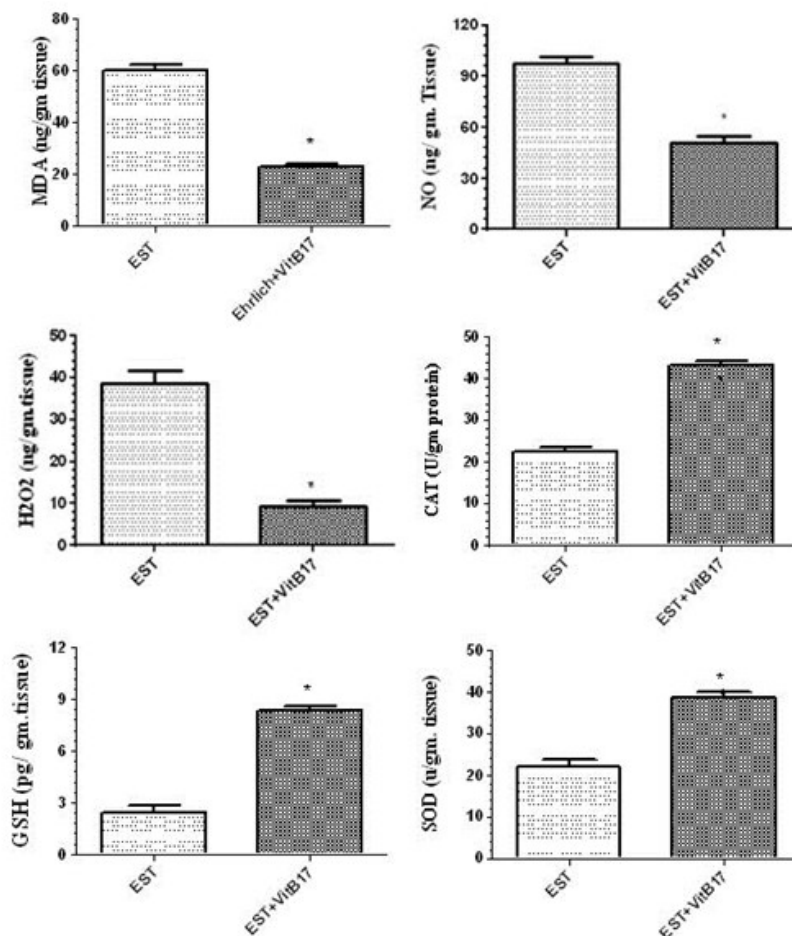 MDA (ng/gm tissue)
80
60
40
20
0
*
EST
Ehrlich+VitB17
NO (ng/ gm. Tissue)
120
90
60
30
0
*
EST
EST+VitB17
H2O2 (ng/gm.tissue)
50
40
30
20
10
0
*
EST
EST+VitB17
CAT (U/gm protein)
50
40
30
20
10
0
*
EST
EST+VitB17
GSH (pg/ gm.tissue)
12
9
6
3
0
*
EST
EST+VitB17
SOD (u/gm. tissue)
50
40
30
20
10
0
*
EST
EST+VitB17